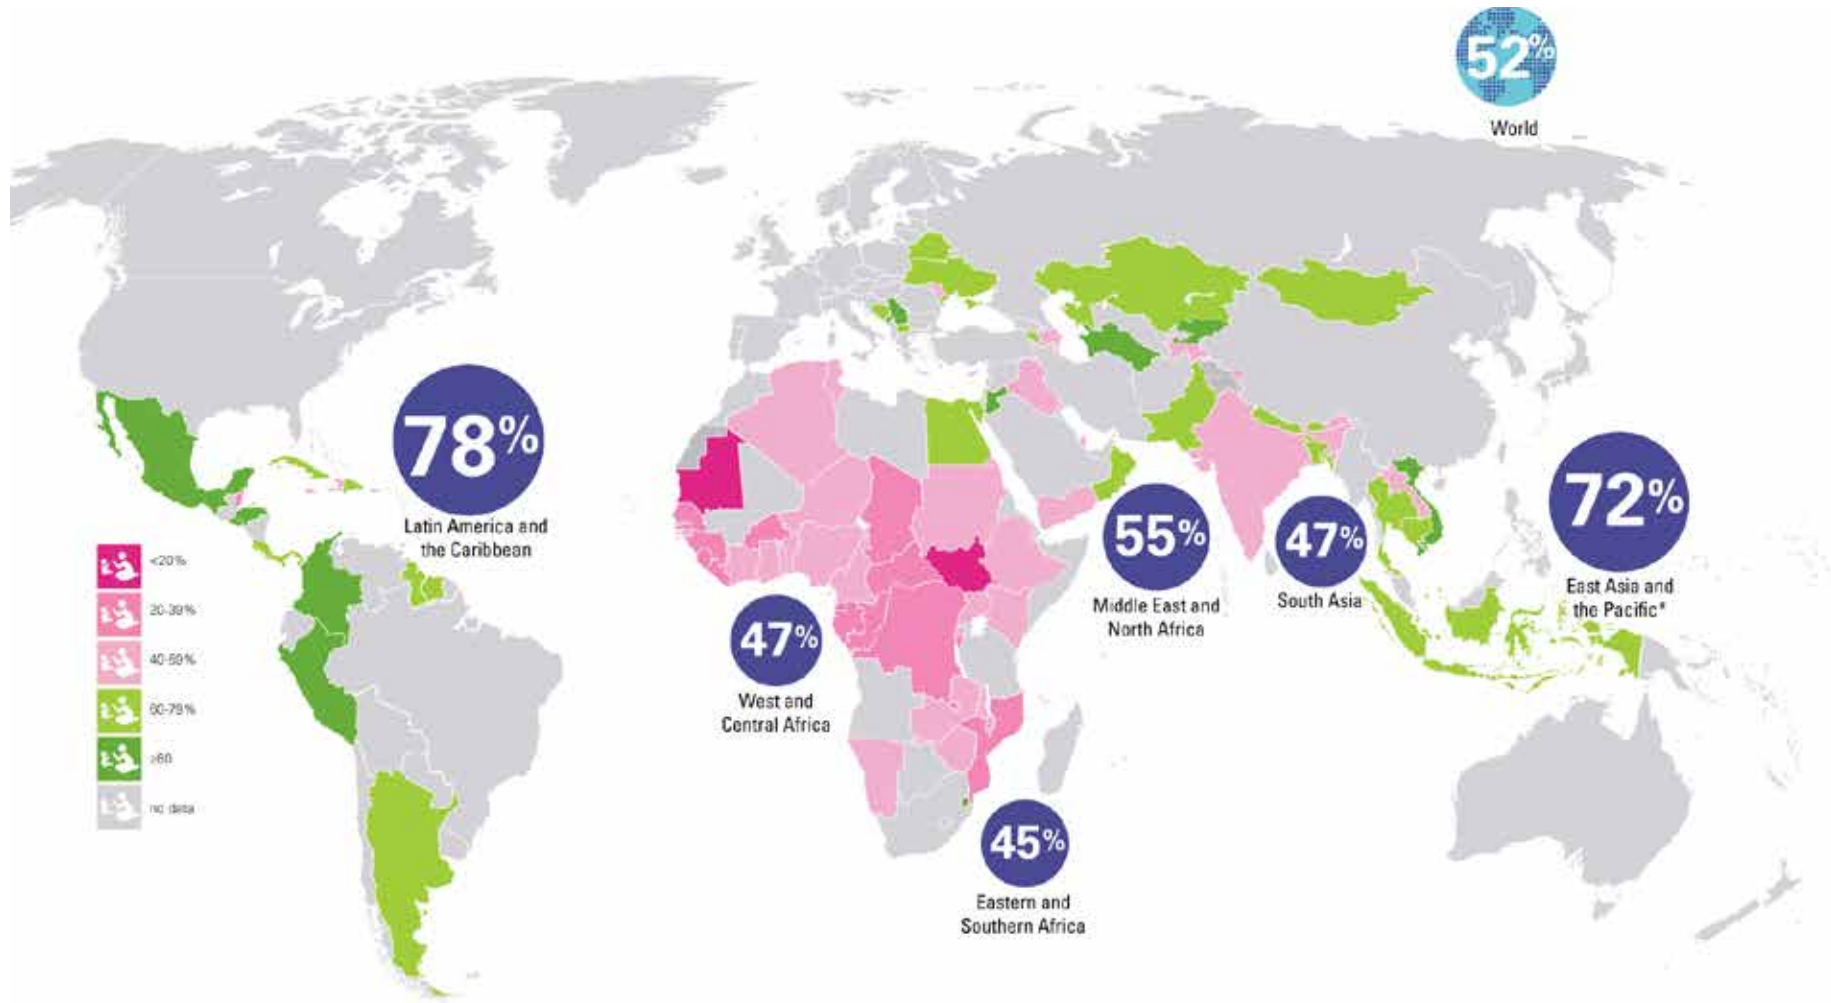 52%
World
78%
Latin America and
the Caribbean
<20%
20-39%
40-59%
60-79%
≥80
no data
47%
West and
Central Africa
55%
Middle East and
North Africa
47%
South Asia
72%
East Asia and
the Pacific*
45%
Eastern and
Southern Africa